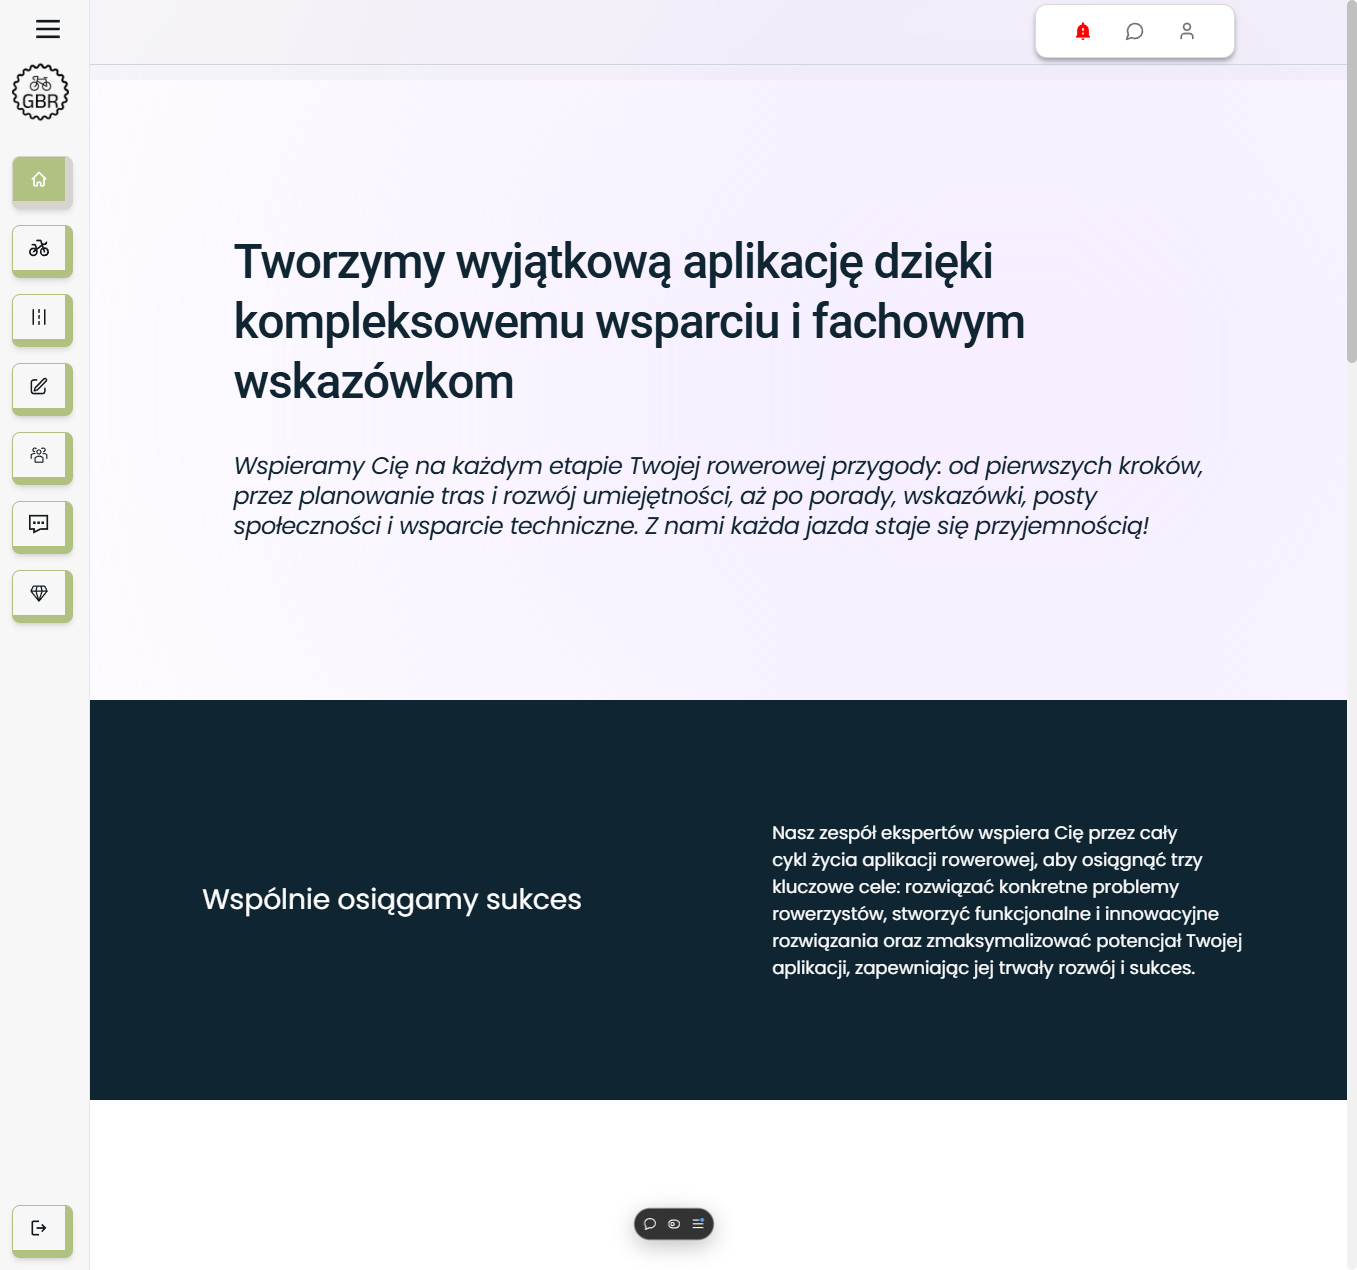 GBR
Tworzymy wyjątkową aplikację dzięki
kompleksowemu wsparciu i fachowym
wskazówkom
Wspieramy Cię na każdym etapie Twojej rowerowej przygody: od pierwszych kroków,
przez planowanie tras i rozwój umiejętności, aż po porady, wskazówki, posty
społeczności i wsparcie techniczne. Z nami każda jazda staje się przyjemnością!
Wspólnie osiągamy sukces
Nasz zespół ekspertów wspiera Cię przez cały
cykl życia aplikacji rowerowej, aby osiągnąć trzy
kluczowe cele: rozwiązać konkretne problemy
rowerzystów, stworzyć funkcjonalne i innowacyjne
rozwiązania oraz zmaksymalizować potencjał Twojej
aplikacji, zapewniając jej trwały rozwój i sukces.